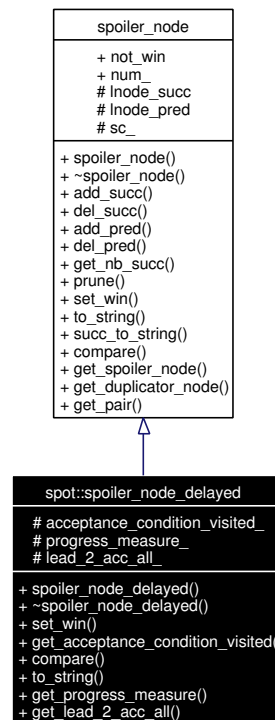 spoiler_node
+ not_win
+ num_
# lnode_succ
# lnode_pred
# sc_
+ spoiler_node()
+ ~spoiler_node()
+ add_succ()
+ del_succ()
+ add_pred()
+ del_pred()
+ get_nb_succ()
+ prune()
+ set_win()
+ to_string()
+ succ_to_string()
+ compare()
+ get_spoiler_node()
+ get_duplicator_node()
+ get_pair()
spot::spoiler_node_delayed
# acceptance_condition_visited_
# progress_measure_
# lead_2_acc_all_
+ spoiler_node_delayed()
+ ~spoiler_node_delayed()
+ set_win()
+ get_acceptance_condition_visited(
+ compare()
+ to_string()
+ get_progress_measure()
+ get_lead_2_acc_all()